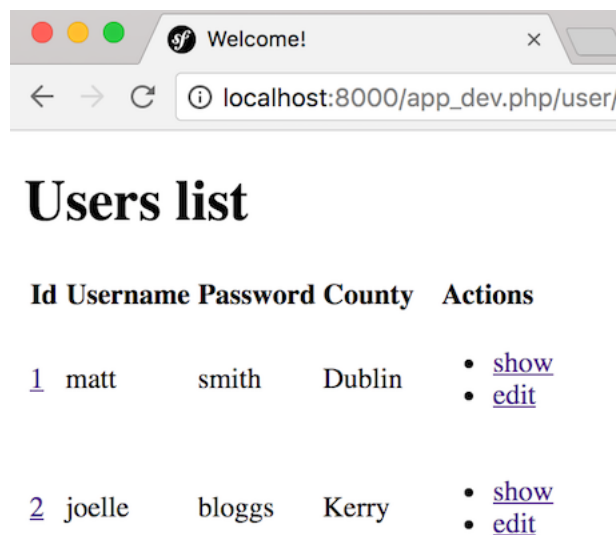 sf Welcome!
localhost:8000/app_dev.php/user/
Users list
Id Username Password County Actions
1 matt smith Dublin • show
• edit
2 joelle bloggs Kerry • show
• edit